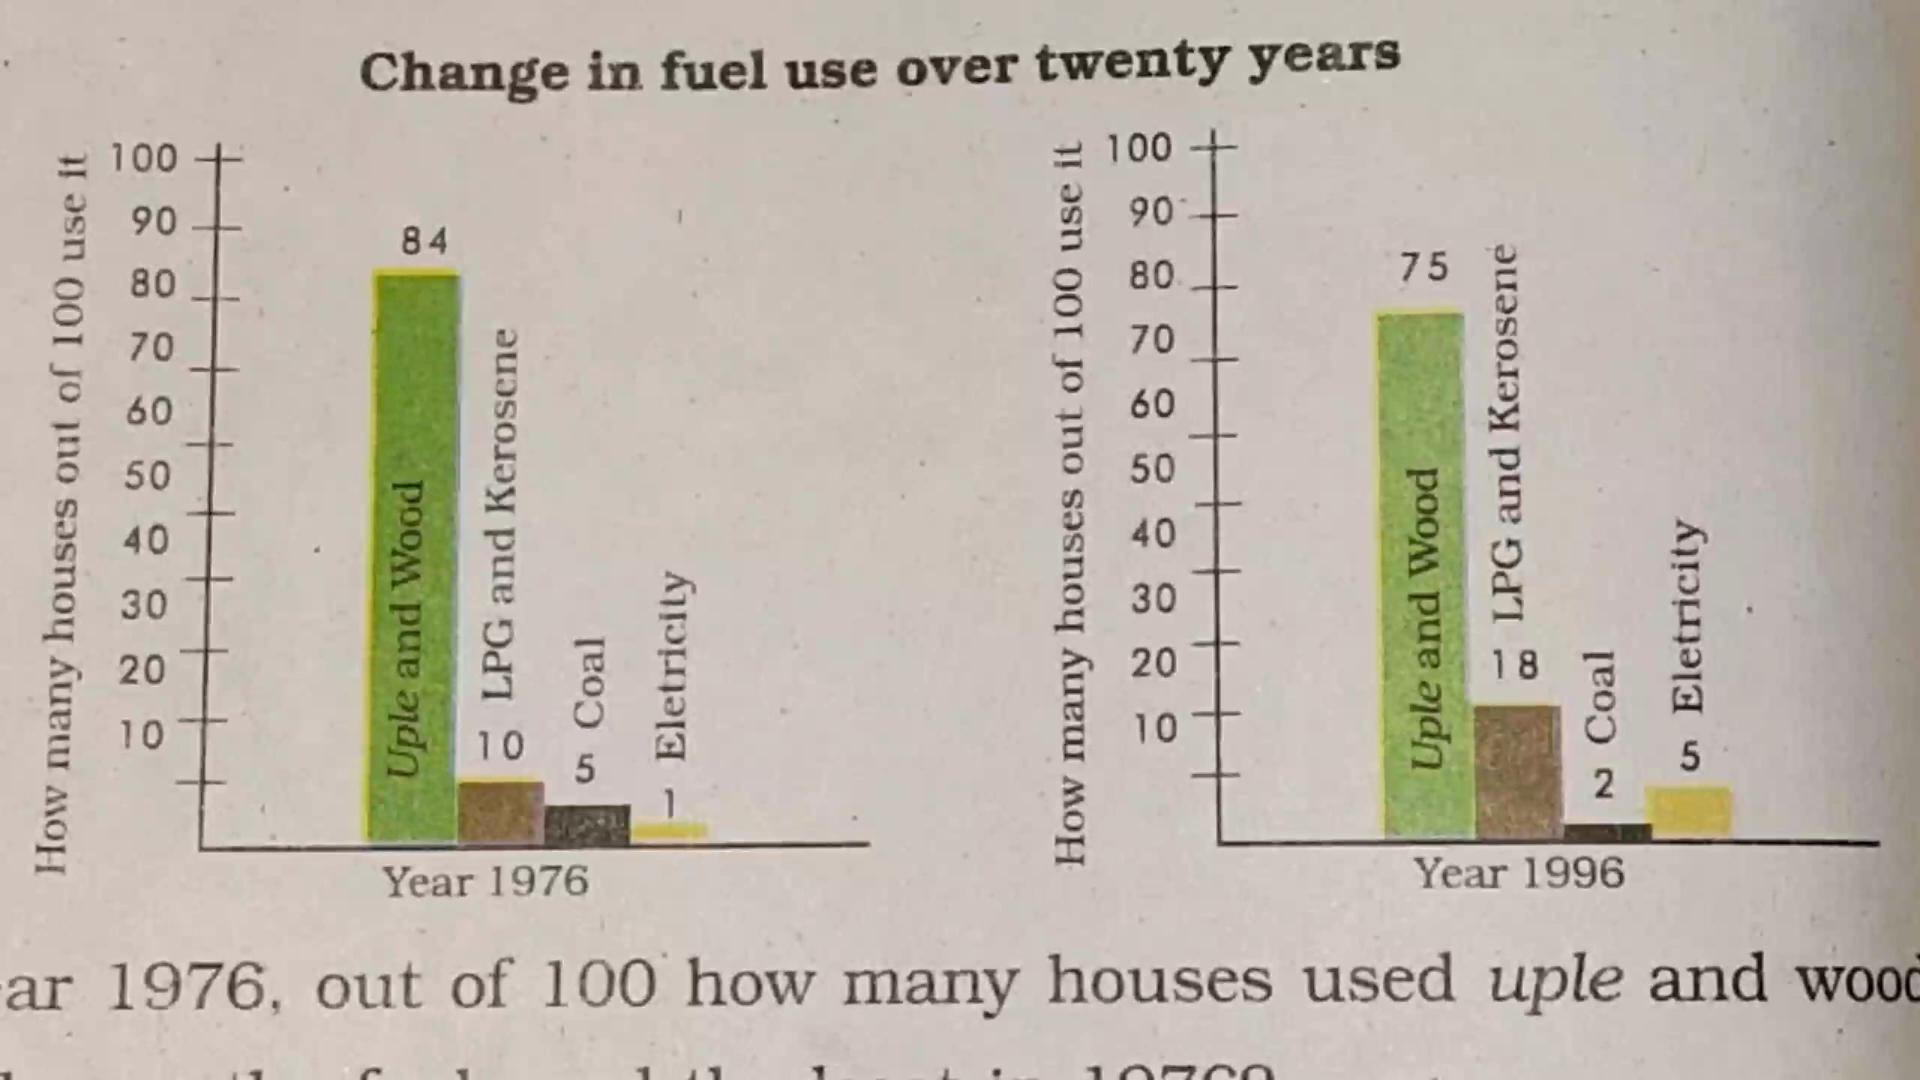 Change in fuel use over twenty years
How many houses out of 100 use it
100
90
80
70
60
50
40
30
20
10
84
Uple and Wood
10 LPG and Kerosene
5 Coal
1 Eletricity
Year 1976
How many houses out of 100 use it
100
90
80
70
60
50
40
30
20
10
75
Uple and Wood
18 LPG and Kerosene
2 Coal
5 Eletricity
Year 1996
ar 1976, out of 100 how many houses used uple and wood